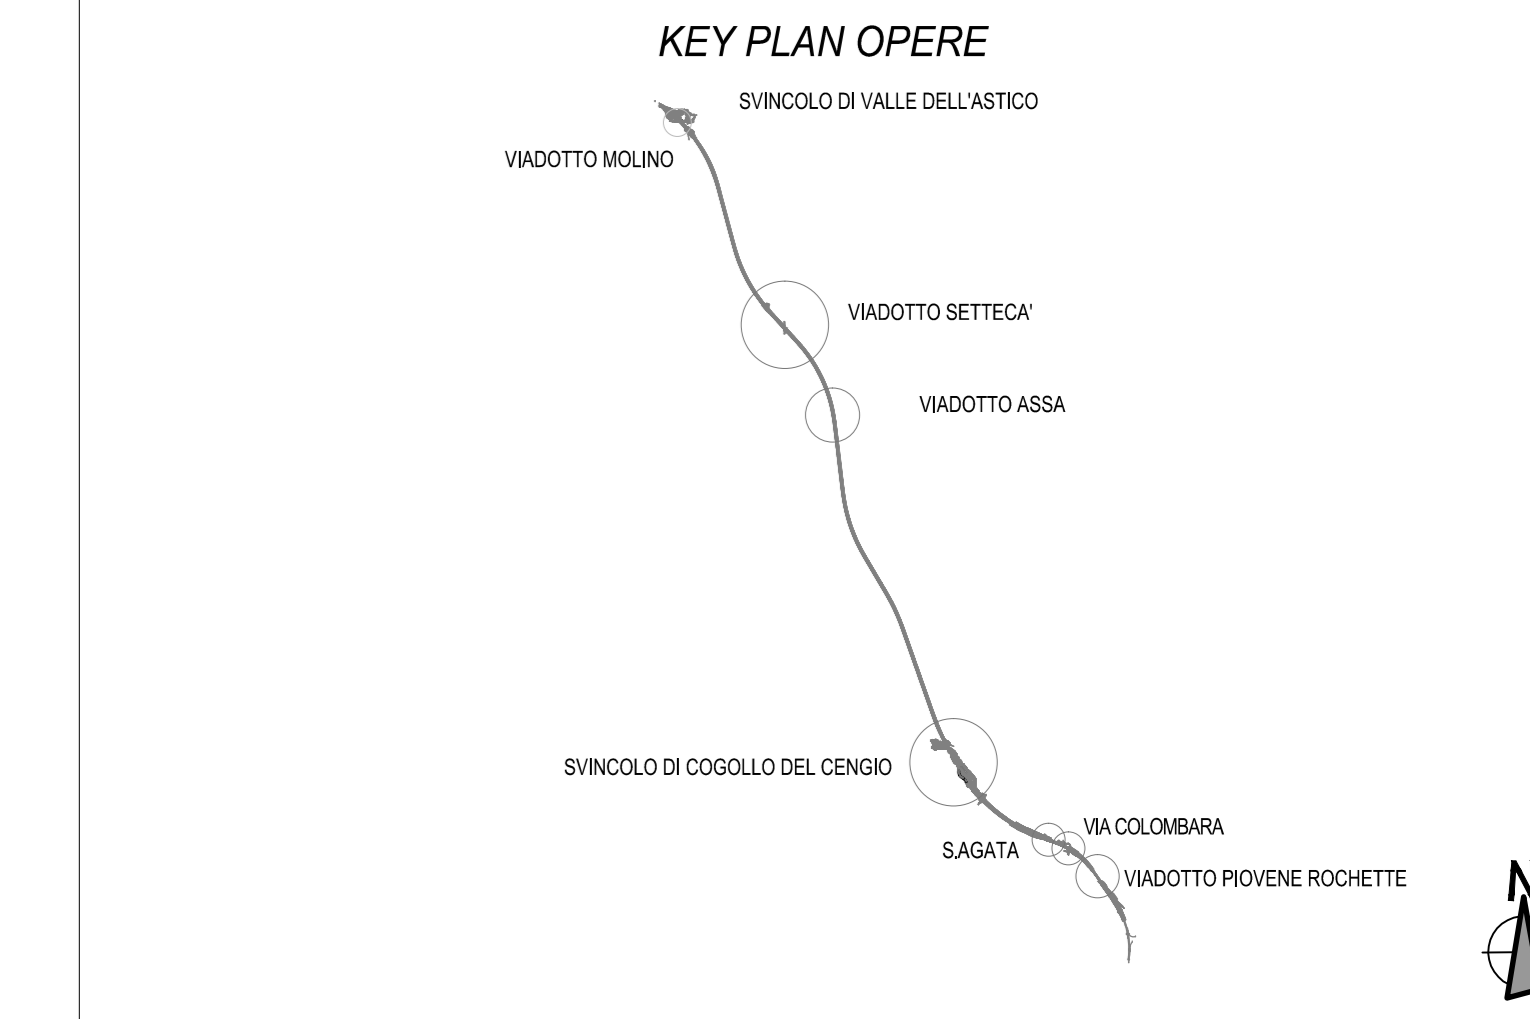 KEY PLAN OPERE
SVINCOLO DI VALLE DELL'ASTICO
VIADOTTO MOLINO
VIADOTTO SETTECA'
VIADOTTO ASSA
SVINCOLO DI COGOLLO DEL CENGIO
VIA COLOMBARA
S.AGATA
VIADOTTO PIOVENE ROCHETTE
N